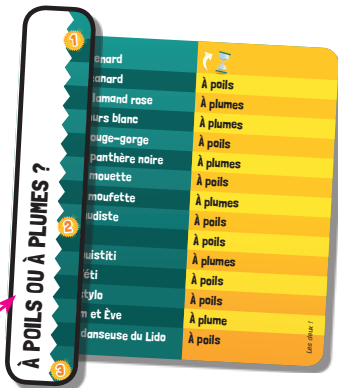 À POILS OU À PLUMES ?
1
2
3
enard
anard À poils
lamand rose À plumes
urs blanc À plumes
ouge-gorge À poils
panthère noire À plumes
mouette À poils
moufette À plumes
udiste À poils
À poils
uistiti À plumes
éti À poils
tylo À poils
m et Ève À plume
danseuse du Lido À poils
Les deux !